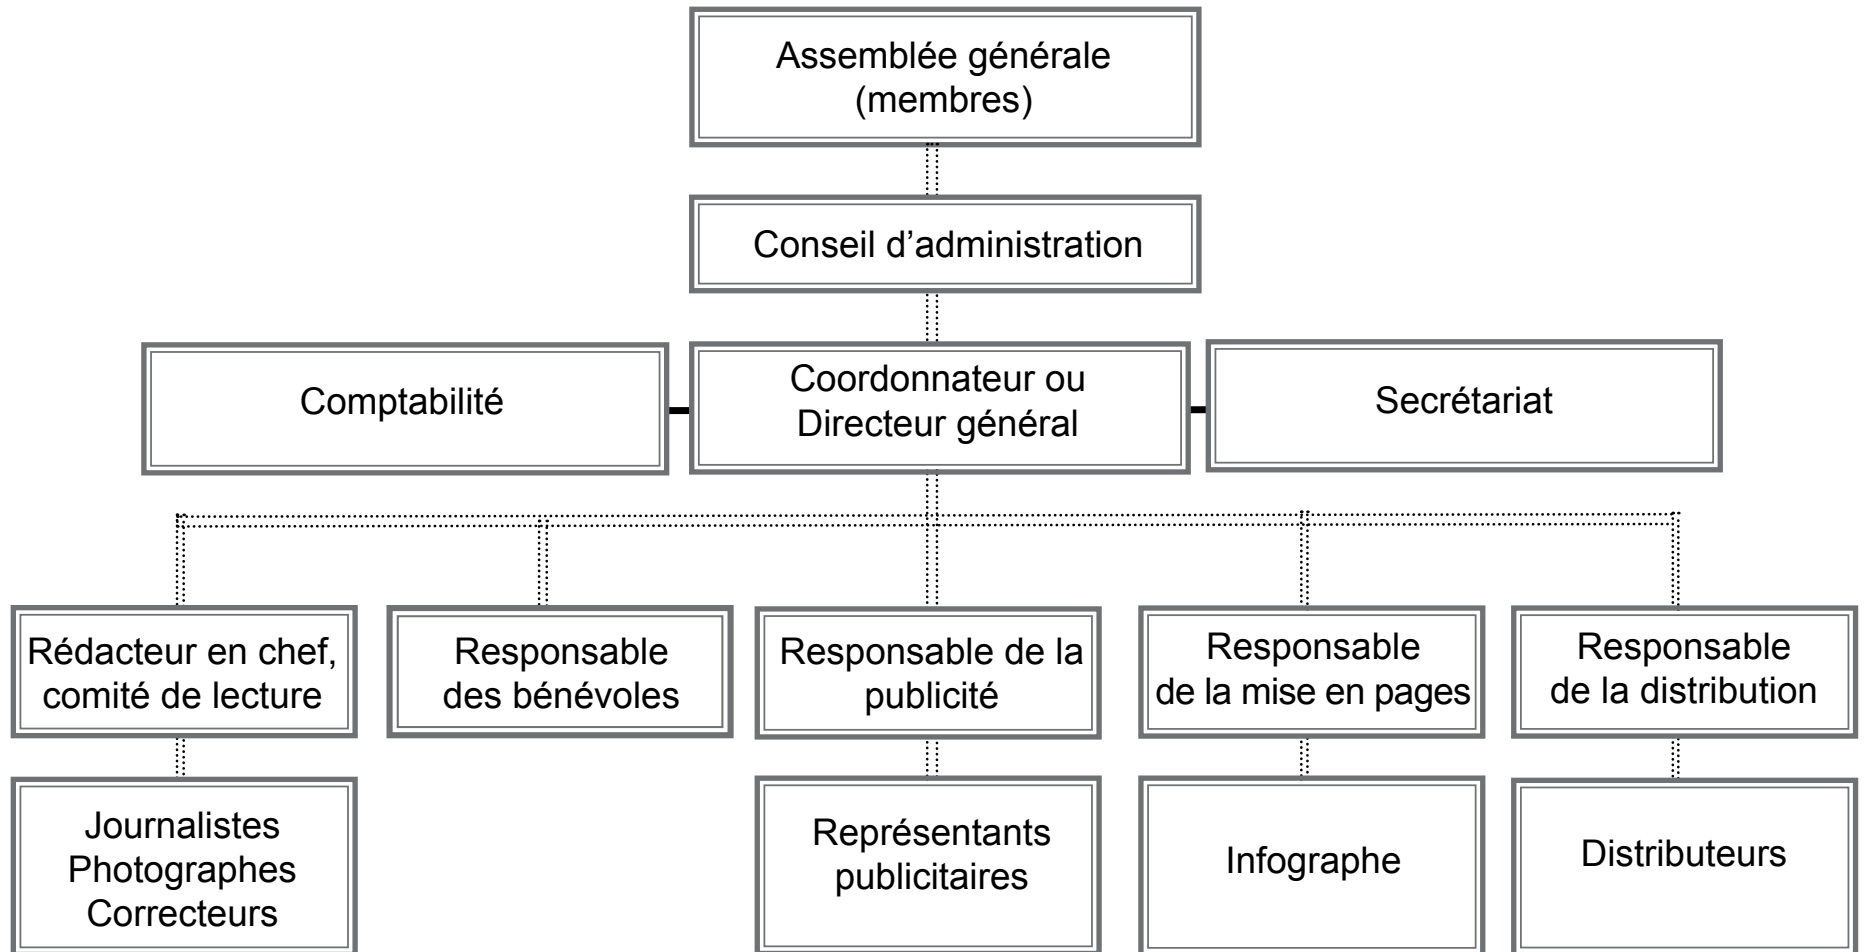 Assemblée générale
(membres)
Conseil d’administration
Comptabilité
Coordonnateur ou
Directeur général
Secrétariat
Rédacteur en chef,
comité de lecture
Responsable
des bénévoles
Responsable de la
publicité
Responsable
de la mise en pages
Responsable
de la distribution
Journalistes
Photographes
Correcteurs
Représentants
publicitaires
Infographe
Distributeurs